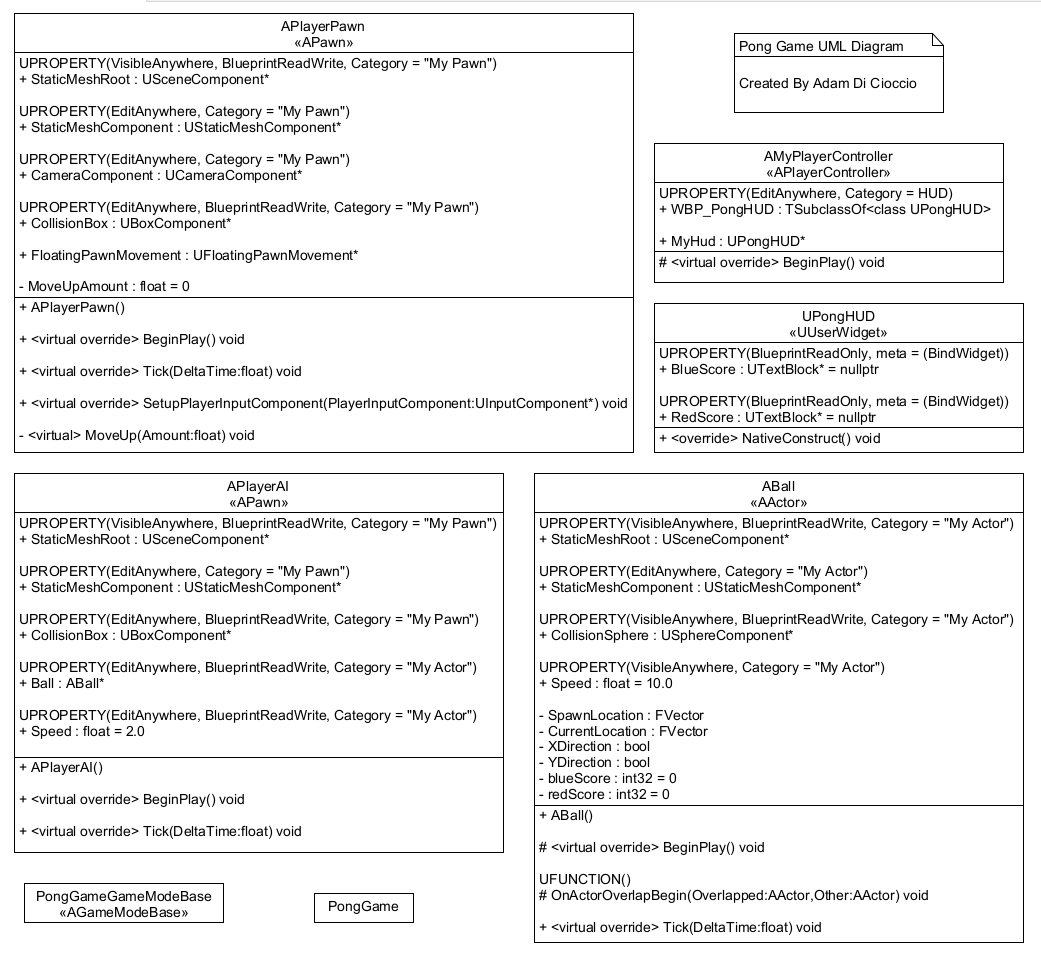 APlayerPawn
«APawn»
UPROPERTY(VisibleAnywhere, BlueprintReadWrite, Category = "My Pawn")
+ StaticMeshRoot : USceneComponent*
UPROPERTY(EditAnywhere, Category = "My Pawn")
+ StaticMeshComponent : UStaticMeshComponent*
UPROPERTY(EditAnywhere, Category = "My Pawn")
+ CameraComponent : UCameraComponent*
UPROPERTY(EditAnywhere, BlueprintReadWrite, Category = "My Pawn")
+ CollisionBox : UBoxComponent*
+ FloatingPawnMovement : UFloatingPawnMovement*
- MoveUpAmount : float = 0
+ APlayerPawn()
+ <virtual override> BeginPlay() void
+ <virtual override> Tick(DeltaTime:float) void
+ <virtual override> SetupPlayerInputComponent(PlayerInputComponent:UInputComponent*) void
- <virtual> MoveUp(Amount:float) void
Pong Game UML Diagram
Created By Adam Di Cioccio
AMyPlayerController
«APlayerController»
UPROPERTY(EditAnywhere, Category = HUD)
+ WBP_PongHUD : TSubclassOf<class UPongHUD>
+ MyHud : UPongHUD*
# <virtual override> BeginPlay() void
UPongHUD
«UUserWidget»
UPROPERTY(BlueprintReadOnly, meta = (BindWidget))
+ BlueScore : UTextBlock* = nullptr
UPROPERTY(BlueprintReadOnly, meta = (BindWidget))
+ RedScore : UTextBlock* = nullptr
+ <override> NativeConstruct() void
APlayerAI
«APawn»
UPROPERTY(VisibleAnywhere, BlueprintReadWrite, Category = "My Pawn")
+ StaticMeshRoot : USceneComponent*
UPROPERTY(EditAnywhere, Category = "My Pawn")
+ StaticMeshComponent : UStaticMeshComponent*
UPROPERTY(EditAnywhere, BlueprintReadWrite, Category = "My Pawn")
+ CollisionBox : UBoxComponent*
UPROPERTY(EditAnywhere, BlueprintReadWrite, Category = "My Actor")
+ Ball : ABall*
UPROPERTY(EditAnywhere, BlueprintReadWrite, Category = "My Actor")
+ Speed : float = 2.0
+ APlayerAI()
+ <virtual override> BeginPlay() void
+ <virtual override> Tick(DeltaTime:float) void
ABall
«AActor»
UPROPERTY(VisibleAnywhere, BlueprintReadWrite, Category = "My Actor")
+ StaticMeshRoot : USceneComponent*
UPROPERTY(EditAnywhere, Category = "My Actor")
+ StaticMeshComponent : UStaticMeshComponent*
UPROPERTY(VisibleAnywhere, BlueprintReadWrite, Category = "My Actor")
+ CollisionSphere : USphereComponent*
UPROPERTY(VisibleAnywhere, Category = "My Actor")
+ Speed : float = 10.0
- SpawnLocation : FVector
- CurrentLocation : FVector
- XDirection : bool
- YDirection : bool
- blueScore : int32 = 0
- redScore : int32 = 0
+ ABall()
# <virtual override> BeginPlay() void
UFUNCTION()
# OnActorOverlapBegin(Overlapped:AActor,Other:AActor) void
+ <virtual override> Tick(DeltaTime:float) void
PongGameGameModeBase
«AGameModeBase»
PongGame